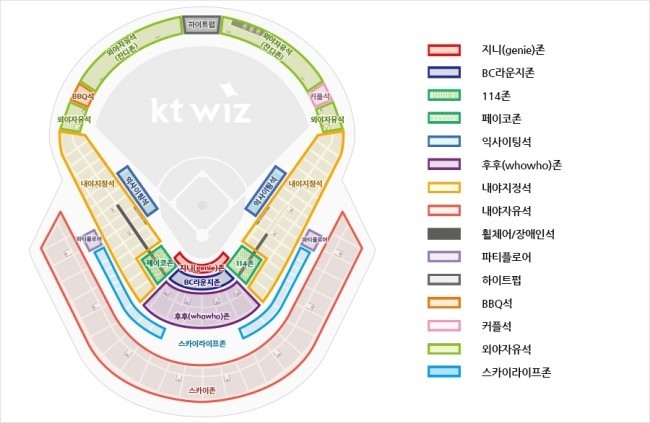 하이트펍
외야자유석
(잔디존)
외야자유석
(잔디존)
BBQ석
커플석
외야자유석
외야자유석
kt wiz
내야지정석
내야지정석
익사이팅석
익사이팅석
파티플로어
파티플로어
페이코존
지니(genie)존
114존
BC라운지존
후후(whowho)존
스카이라이프존
스카이존
지니(genie)존
BC라운지존
114존
페이코존
익사이팅석
후후(whowho)존
내야지정석
내야자유석
휠체어/장애인석
파티플로어
하이트펍
BBQ석
커플석
외야자유석
스카이라이프존